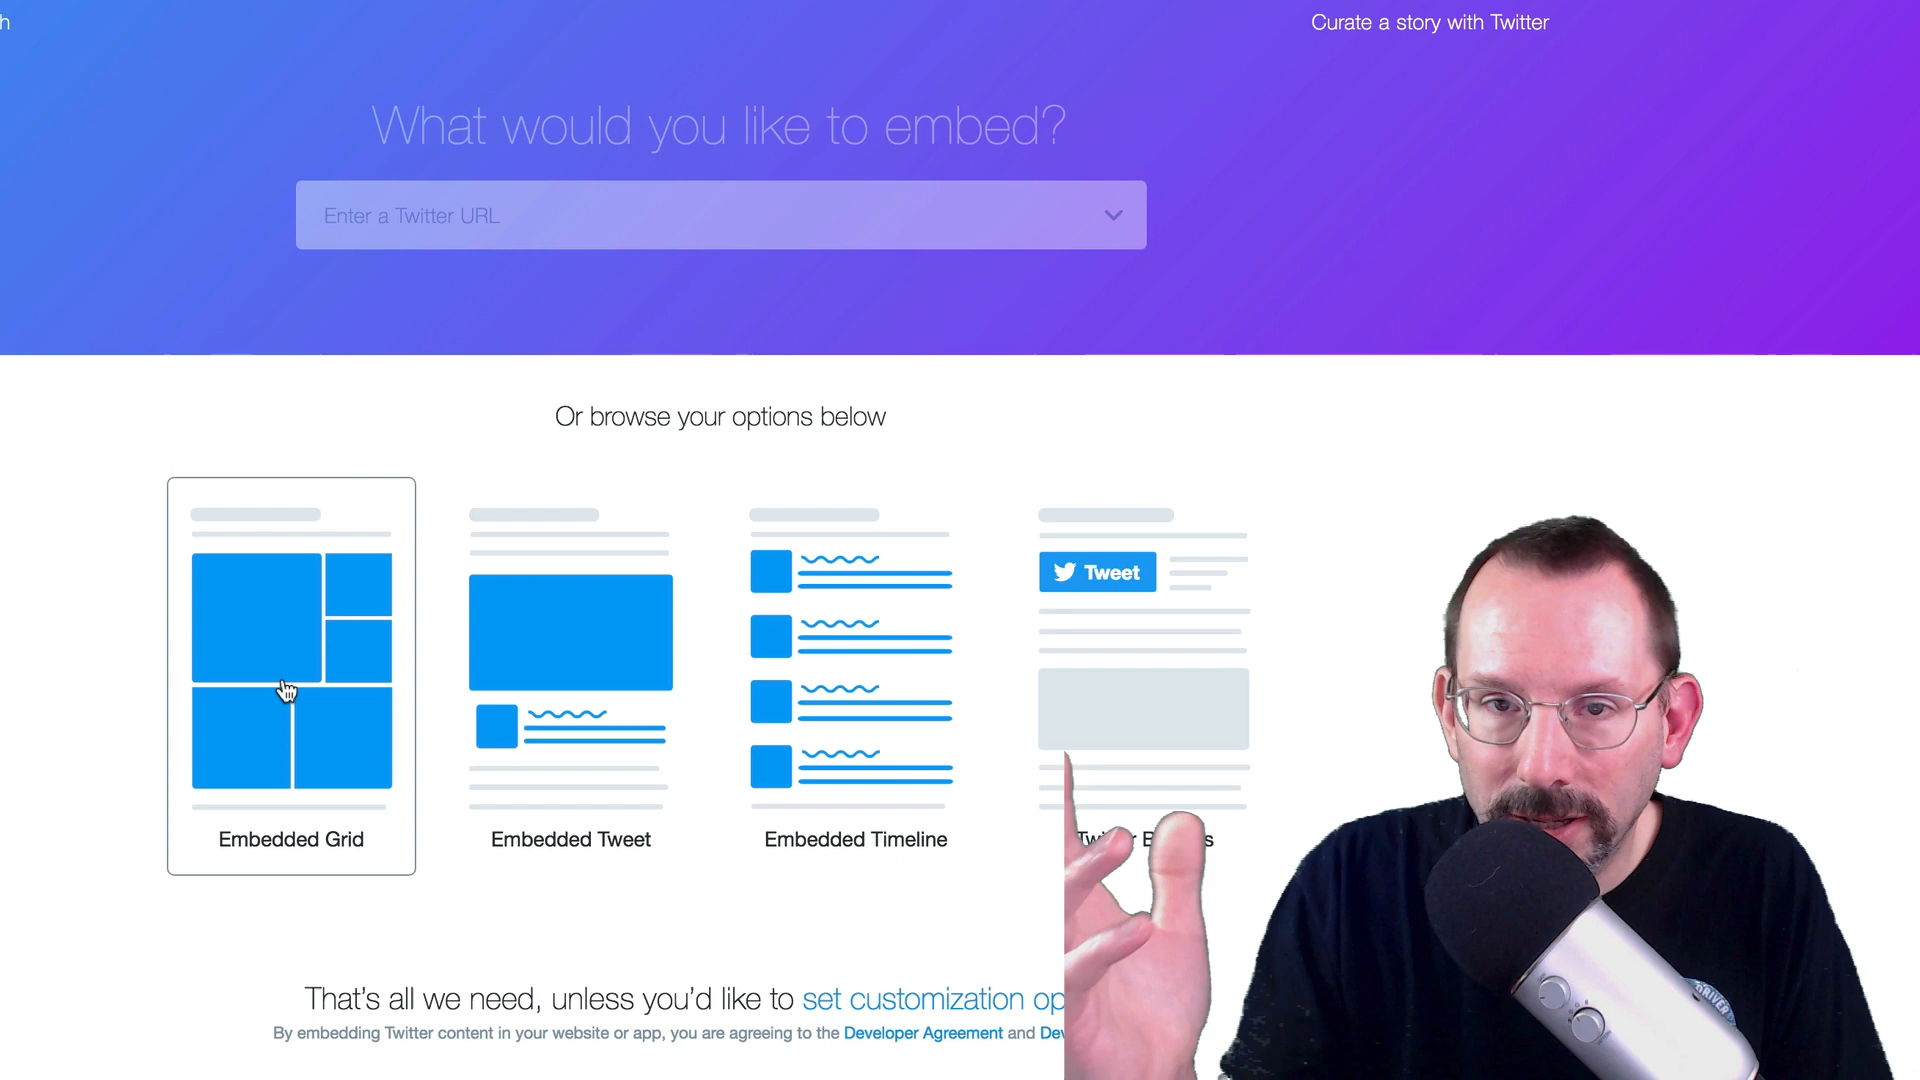 h
Curate a story with Twitter
What would you like to embed?
Enter a Twitter URL
Or browse your options below
Tweet
Embedded Grid
Embedded Tweet
Embedded Timeline
That's all we need, unless you'd like to set customization op
By embedding Twitter content in your website or app, you are agreeing to the Developer Agreement and Dev
DRIVER